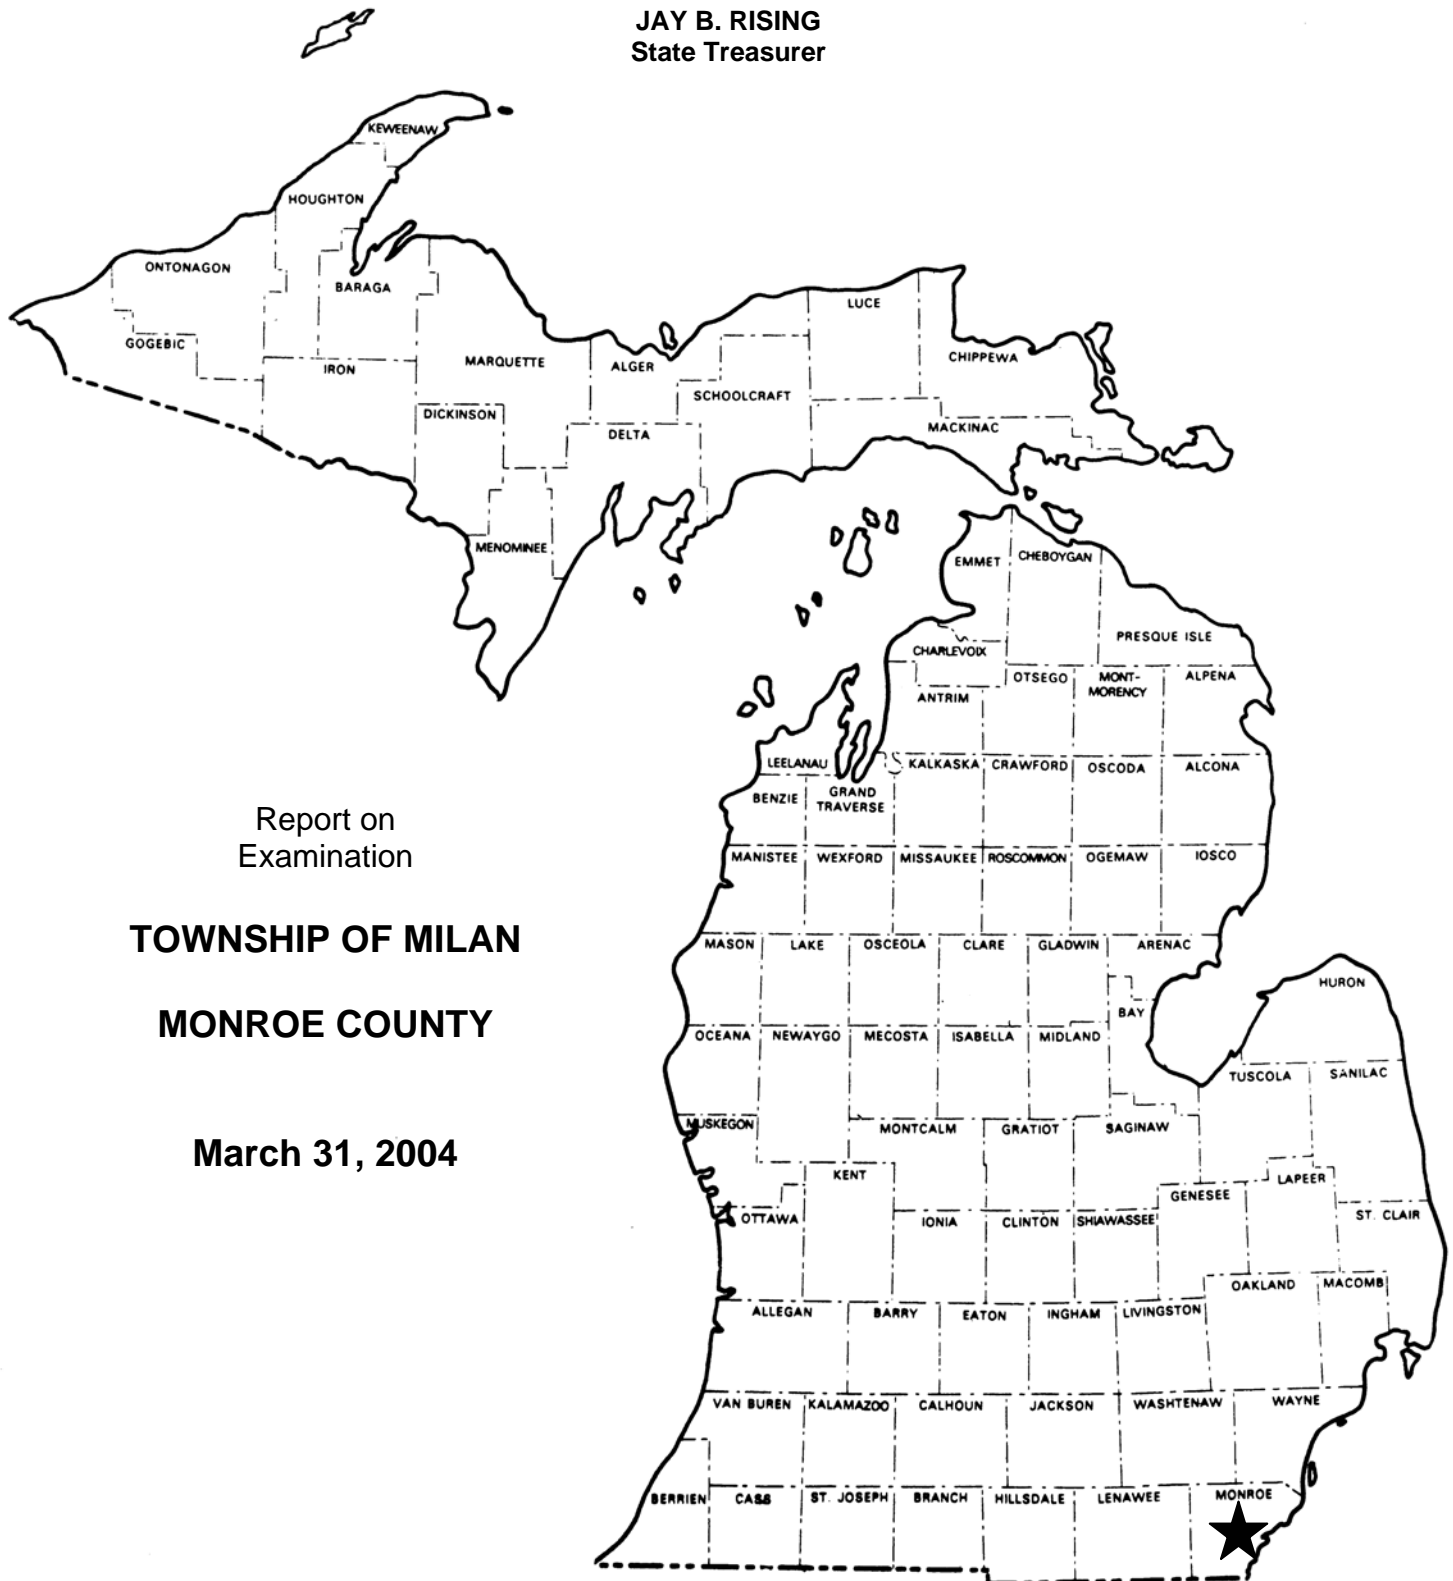 JAY B. RISING
State Treasurer
KEWEENAW
HOUGHTON
ONTONAGON
BARAGA
LUCE
GOGEBIC
IRON
MARQUETTE
ALGER
CHIPPEWA
SCHOOLCRAFT
DICKINSON
DELTA
MACKINAC
MENOMINEE
EMMET
CHEBOYGAN
PRESQUE ISLE
CHARLEVOIX
ANTRIM
OTSEGO
MONT-
MORENCY
ALPENA
LEELANAU
KALKASKA
CRAWFORD
OSCODA
ALCONA
BENZIE
GRAND
TRAVERSE
Report on
Examination
MANISTEE
WEXFORD
MISSAUKEE
ROSCOMMON
OGEMAW
IOSCO
TOWNSHIP OF MILAN
MASON
LAKE
OSCEOLA
CLARE
GLADWIN
ARENAC
HURON
MONROE COUNTY
BAY
OCEANA
NEWAYGO
MECOSTA
ISABELLA
MIDLAND
TUSCOLA
SANILAC
MUSKEGON
MONTCALM
GRATIOT
SAGINAW
March 31, 2004
KENT
LAPEER
GENESEE
OTTAWA
IONIA
CLINTON
SHIAWASSEE
ST. CLAIR
OAKLAND
MACOMB
ALLEGAN
BARRY
EATON
INGHAM
LIVINGSTON
VAN BUREN
KALAMAZOO
CALHOUN
JACKSON
WASHTENAW
WAYNE
BERRIEN
CASS
ST. JOSEPH
BRANCH
HILLSDALE
LENAWEE
MONROE